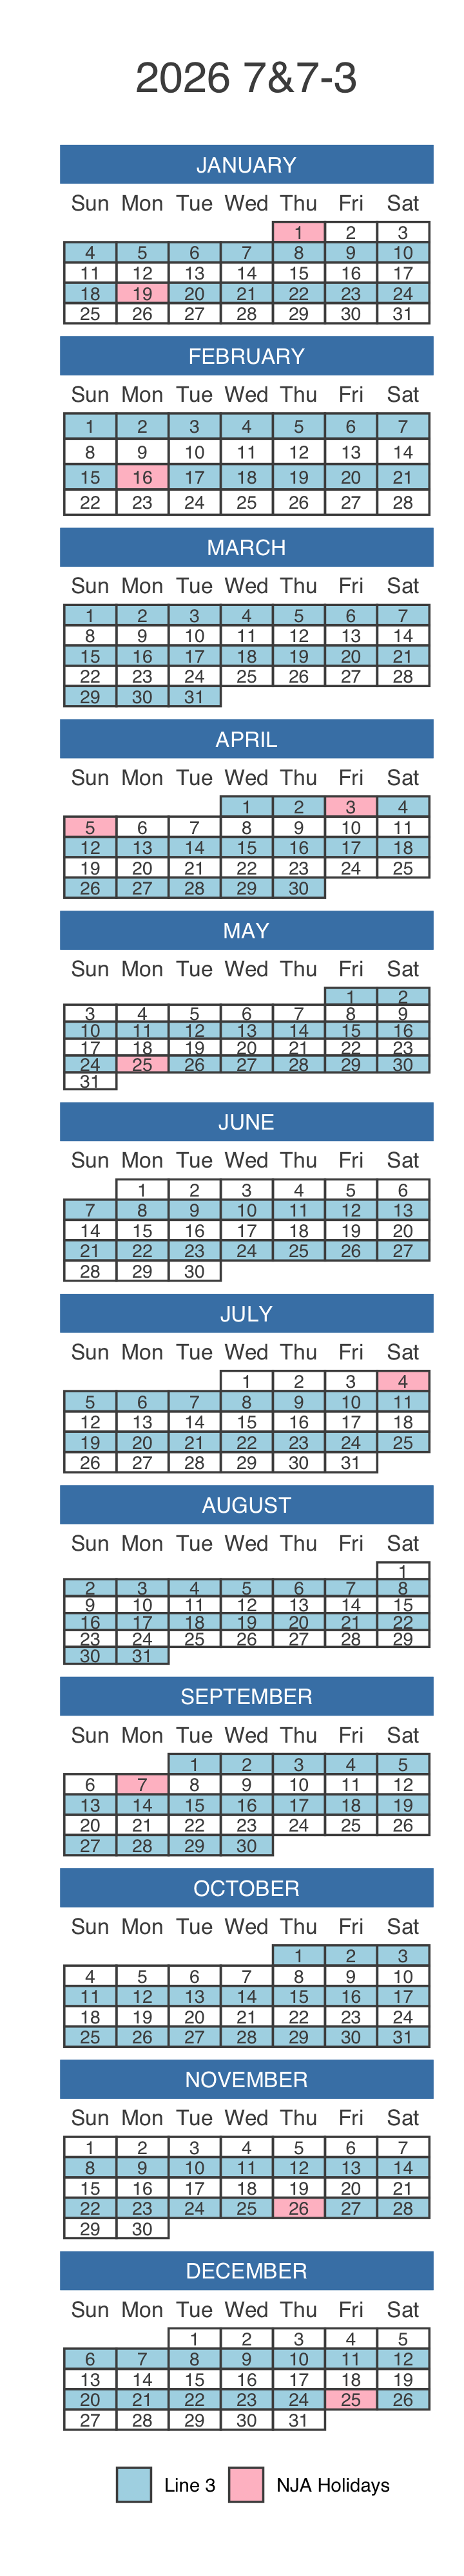 2026 7&7-3
JANUARY
Sun Mon Tue Wed Thu Fri Sat
1 2 3
4 5 6 7 8 9 10
11 12 13 14 15 16 17
18 19 20 21 22 23 24
25 26 27 28 29 30 31
FEBRUARY
Sun Mon Tue Wed Thu Fri Sat
1 2 3 4 5 6 7
8 9 10 11 12 13 14
15 16 17 18 19 20 21
22 23 24 25 26 27 28
MARCH
Sun Mon Tue Wed Thu Fri Sat
1 2 3 4 5 6 7
8 9 10 11 12 13 14
15 16 17 18 19 20 21
22 23 24 25 26 27 28
29 30 31
APRIL
Sun Mon Tue Wed Thu Fri Sat
1 2 3 4
5 6 7 8 9 10 11
12 13 14 15 16 17 18
19 20 21 22 23 24 25
26 27 28 29 30
MAY
Sun Mon Tue Wed Thu Fri Sat
1 2
3 4 5 6 7 8 9
10 11 12 13 14 15 16
17 18 19 20 21 22 23
24 25 26 27 28 29 30
31
JUNE
Sun Mon Tue Wed Thu Fri Sat
1 2 3 4 5 6
7 8 9 10 11 12 13
14 15 16 17 18 19 20
21 22 23 24 25 26 27
28 29 30
JULY
Sun Mon Tue Wed Thu Fri Sat
1 2 3 4
5 6 7 8 9 10 11
12 13 14 15 16 17 18
19 20 21 22 23 24 25
26 27 28 29 30 31
AUGUST
Sun Mon Tue Wed Thu Fri Sat
1
2 3 4 5 6 7 8
9 10 11 12 13 14 15
16 17 18 19 20 21 22
23 24 25 26 27 28 29
30 31
SEPTEMBER
Sun Mon Tue Wed Thu Fri Sat
1 2 3 4 5
6 7 8 9 10 11 12
13 14 15 16 17 18 19
20 21 22 23 24 25 26
27 28 29 30
OCTOBER
Sun Mon Tue Wed Thu Fri Sat
1 2 3
4 5 6 7 8 9 10
11 12 13 14 15 16 17
18 19 20 21 22 23 24
25 26 27 28 29 30 31
NOVEMBER
Sun Mon Tue Wed Thu Fri Sat
1 2 3 4 5 6 7
8 9 10 11 12 13 14
15 16 17 18 19 20 21
22 23 24 25 26 27 28
29 30
DECEMBER
Sun Mon Tue Wed Thu Fri Sat
1 2 3 4 5
6 7 8 9 10 11 12
13 14 15 16 17 18 19
20 21 22 23 24 25 26
27 28 29 30 31
Line 3 NJA Holidays